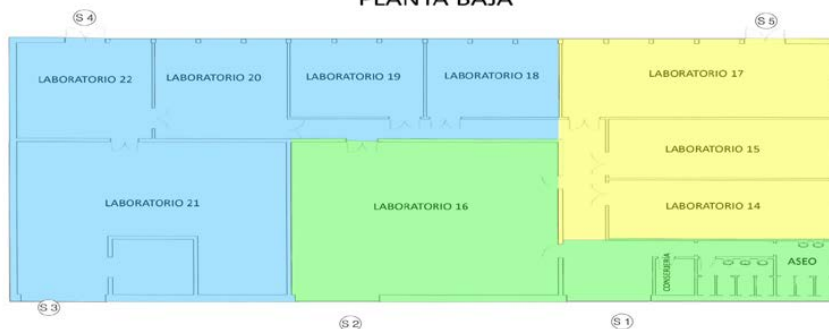 PLANTA BAJA
S 4
S 5
LABORATORIO 22
LABORATORIO 20
LABORATORIO 19
LABORATORIO 18
LABORATORIO 17
LABORATORIO 15
LABORATORIO 21
LABORATORIO 16
LABORATORIO 14
CONSERJERIA
ASEO
S 3
S 2
S 1